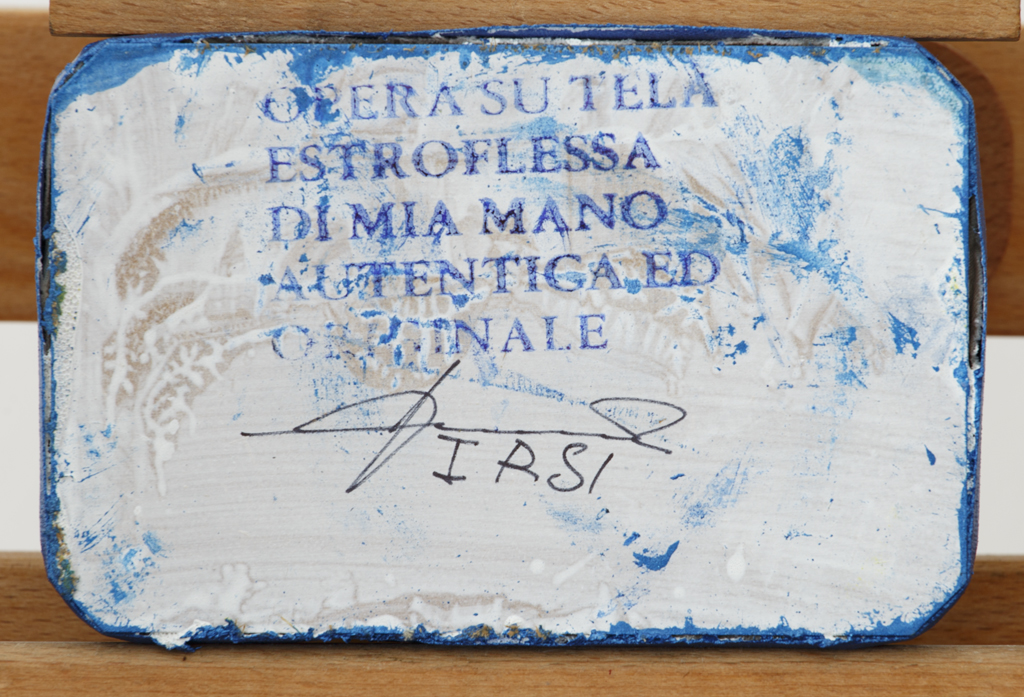 OPERA SU TELA
ESTROFLESSA
DI MIA MANO
AUTENTICA ED
ORIGINALE
IRSI